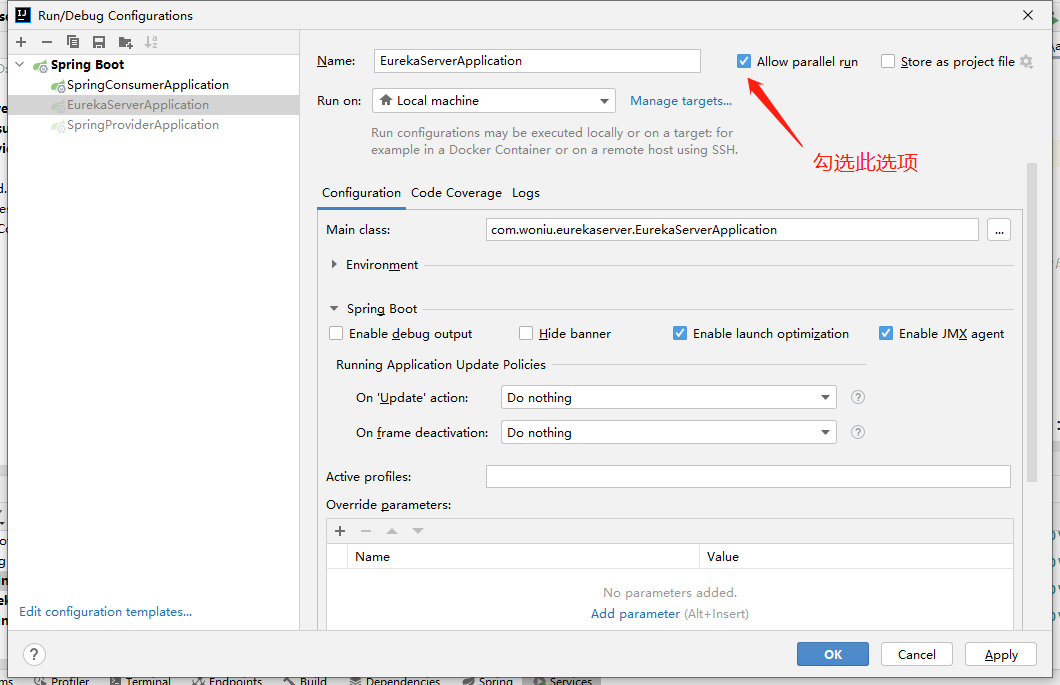 Run/Debug Configurations
Spring Boot
SpringConsumerApplication
EurekaServerApplication
SpringProviderApplication
Edit configuration templates...
Name: EurekaServerApplication Allow parallel run Store as project file
Run on: Local machine Manage targets...
Run configurations may be executed locally or on a target: for
example in a Docker Container or on a remote host using SSH.
勾选此选项
Configuration Code Coverage Logs
Main class: com.woniu.eurekaserver.EurekaServerApplication ...
Environment
Spring Boot
Enable debug output Hide banner Enable launch optimization Enable JMX agent
Running Application Update Policies
On 'Update' action: Do nothing ?
On frame deactivation: Do nothing ?
Active profiles:
Override parameters:
Name Value
No parameters added.
Add parameter (Alt+Insert)
? OK Cancel Apply
Profiler Terminal Endpoints Build Dependencies Spring Services